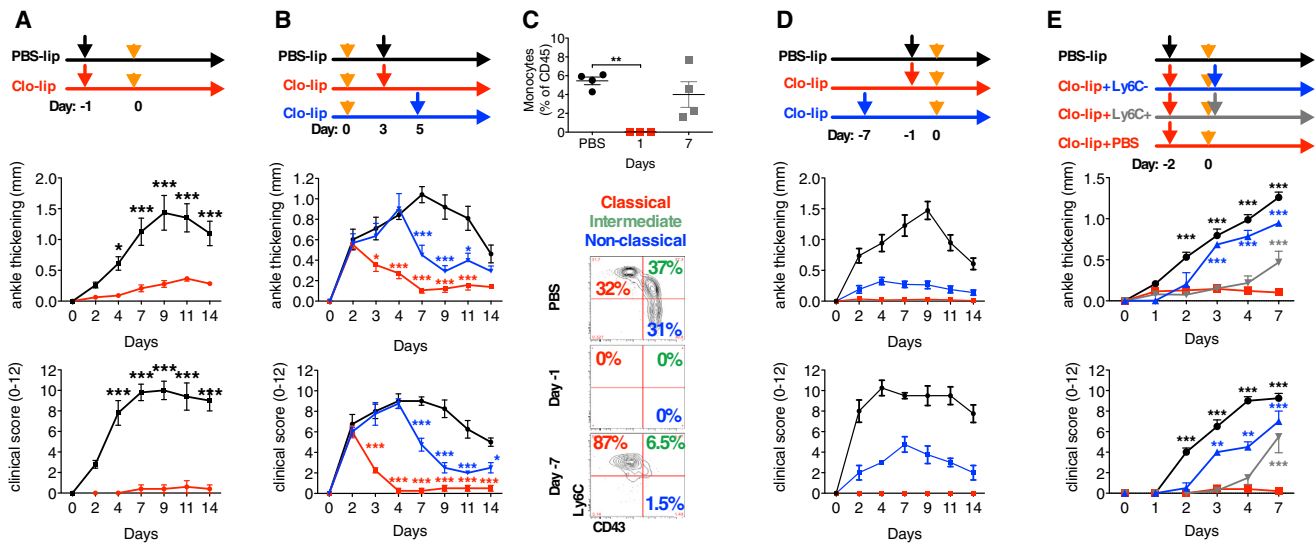 A
PBS-lip
Clo-lip
Day: -1 0
ankle thickening (mm)
2.0
1.5
1.0
0.5
0.0
* *** *** *** ***
0 2 4 7 9 11 14
Days
clinical score (0-12)
12
10
8
6
4
2
0
*** *** *** *** ***
0 2 4 7 9 11 14
Days
B
PBS-lip
Clo-lip
Clo-lip
Day: 0 3 5
ankle thickening (mm)
1.2
1.0
0.8
0.6
0.4
0.2
0.0
*** *
* *** *** *** ***
0 2 3 4 7 9 11 14
Days
clinical score (0-12)
12
10
8
6
4
2
0
*** *** *** *
*** *** *** *** *** ***
0 2 3 4 7 9 11 14
Days
C
Monocytes
(% of CD45)
10
8
6
4
2
0
**
PBS 1 7
Days
Classical
Intermediate
Non-classical
PBS
37%
32%
31%
Day -1
0% 0%
0%
Day -7
87% 6.5%
1.5%
Ly6C
CD43
D
PBS-lip
Clo-lip
Clo-lip
Day: -7 -1 0
ankle thickening (mm)
2.0
1.5
1.0
0.5
0.0
0 2 4 7 9 11 14
Days
clinical score (0-12)
12
10
8
6
4
2
0
0 2 4 7 9 11 14
Days
E
PBS-lip
Clo-lip+Ly6C-
Clo-lip+Ly6C+
Clo-lip+PBS
Day: -2 0
ankle thickening (mm)
1.5
1.0
0.5
0.0
*** *** *** ***
*** *** ***
***
0 1 2 3 4 7
Days
clinical score (0-12)
12
10
8
6
4
2
0
*** *** *** ***
** ** ***
***
0 1 2 3 4 7
Days